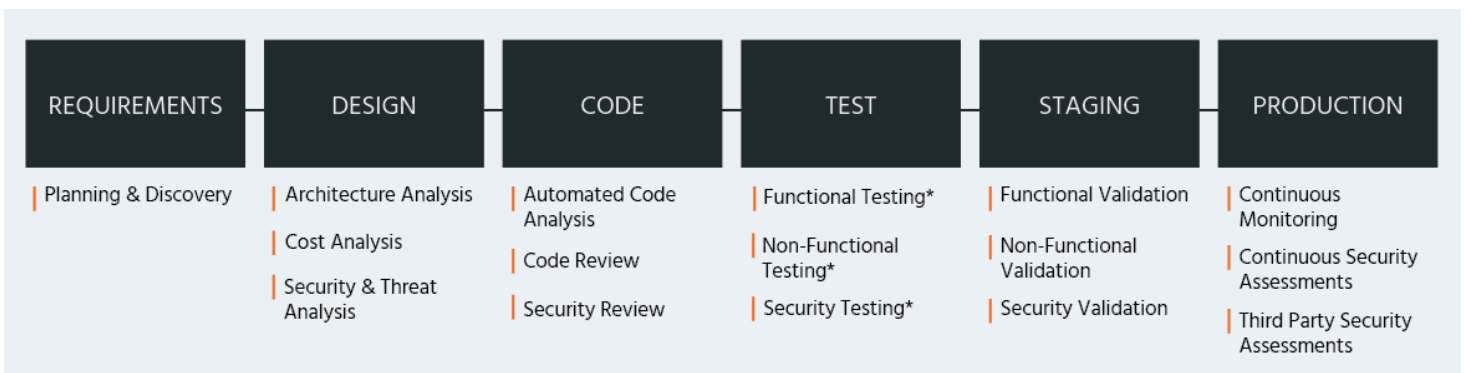 REQUIREMENTS
Planning & Discovery
DESIGN
Architecture Analysis
Cost Analysis
Security & Threat
Analysis
CODE
Automated Code
Analysis
Code Review
Security Review
TEST
Functional Testing*
Non-Functional
Testing*
Security Testing*
STAGING
Functional Validation
Non-Functional
Validation
Security Validation
PRODUCTION
Continuous
Monitoring
Continuous Security
Assessments
Third Party Security
Assessments